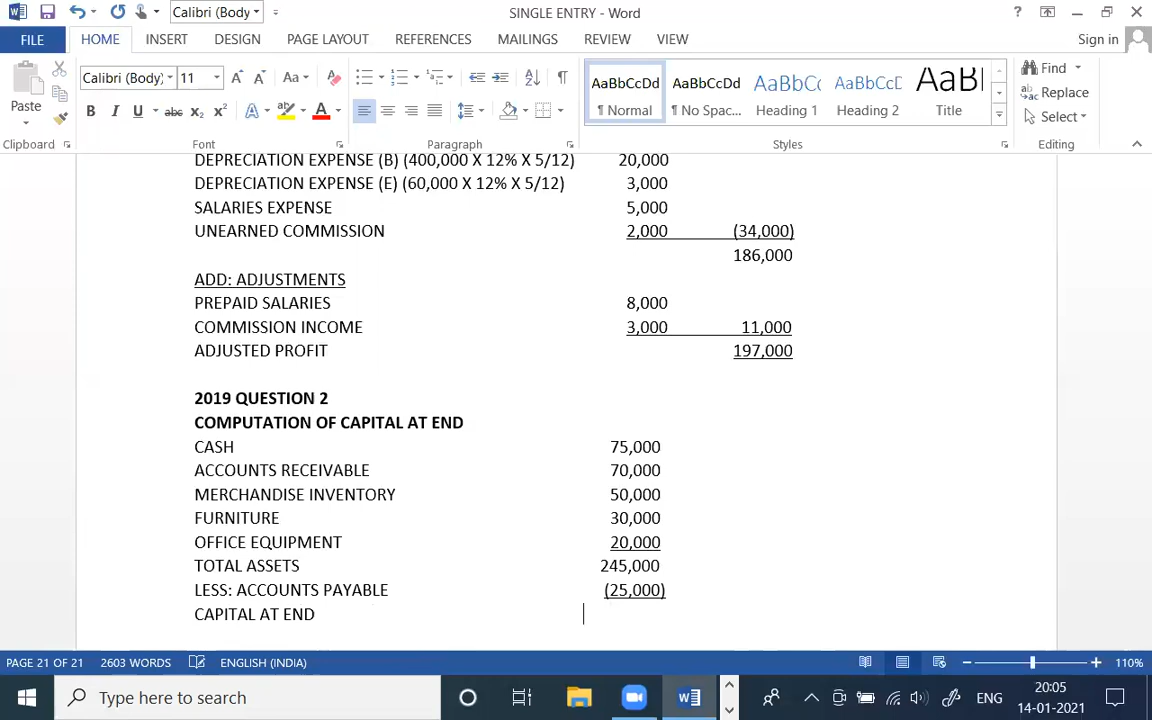 Calibri (Body
SINGLE ENTRY - Word
?
FILE
HOME
INSERT
DESIGN
PAGE LAYOUT
REFERENCES
MAILINGS
REVIEW
VIEW
Sign in
Paste
Calibri (Body)
11
A A Aa
B I U abc x₂ x² A A
¶
AaBbCcDd
¶ Normal
AaBbCcDd
¶ No Spac...
AaBbCc
Heading 1
AaBbCcD
Heading 2
AaBl
Title
Find
Replace
Select
Clipboard
Font
Paragraph
Styles
Editing
DEPRECIATION EXPENSE (B) (400,000 X 12% X 5/12) 20,000
DEPRECIATION EXPENSE (E) (60,000 X 12% X 5/12) 3,000
SALARIES EXPENSE 5,000
UNEARNED COMMISSION 2,000 (34,000)
186,000
ADD: ADJUSTMENTS
PREPAID SALARIES 8,000
COMMISSION INCOME 3,000 11,000
ADJUSTED PROFIT 197,000
2019 QUESTION 2
COMPUTATION OF CAPITAL AT END
CASH 75,000
ACCOUNTS RECEIVABLE 70,000
MERCHANDISE INVENTORY 50,000
FURNITURE 30,000
OFFICE EQUIPMENT 20,000
TOTAL ASSETS 245,000
LESS: ACCOUNTS PAYABLE (25,000)
CAPITAL AT END
PAGE 21 OF 21
2603 WORDS
ENGLISH (INDIA)
110%
Type here to search
ENG
20:05
14-01-2021